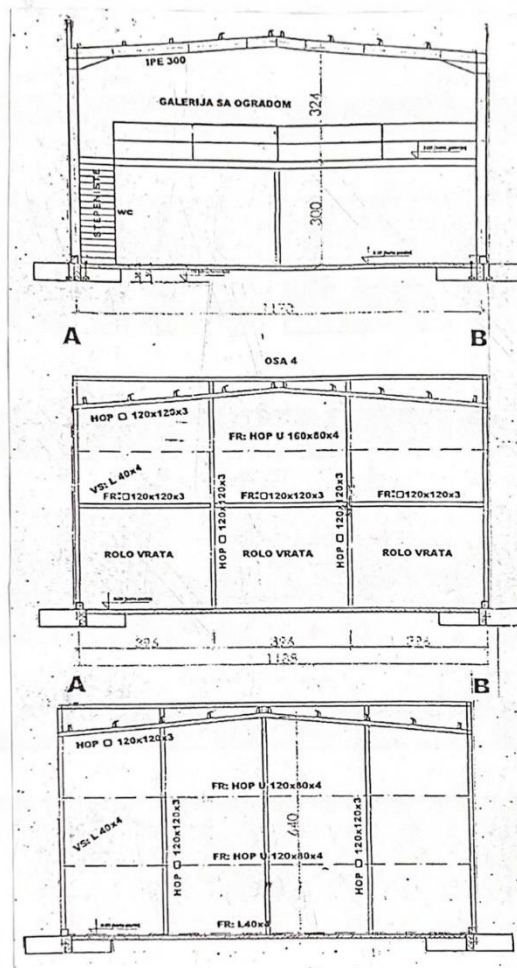 IPE 300
GALERIJA SA OGRADOM
324
STEPENIŠTE
WC
300
A
B
OSA 4
HOP □ 120x120x3
FR: HOP U 160x80x4
VS: L 40x4
FR:□120x120x3
FR:□120x120x3
FR:□120x120x3
HOP □ 120x120x3
HOP □ 120x120x3
ROLO VRATA
ROLO VRATA
ROLO VRATA
A
B
HOP □ 120x120x3
FR: HOP U 120x80x4
VS: L 40x4
HOP □ 120x120x3
640
HOP □ 120x120x3
FR: HOP U 120x80x4